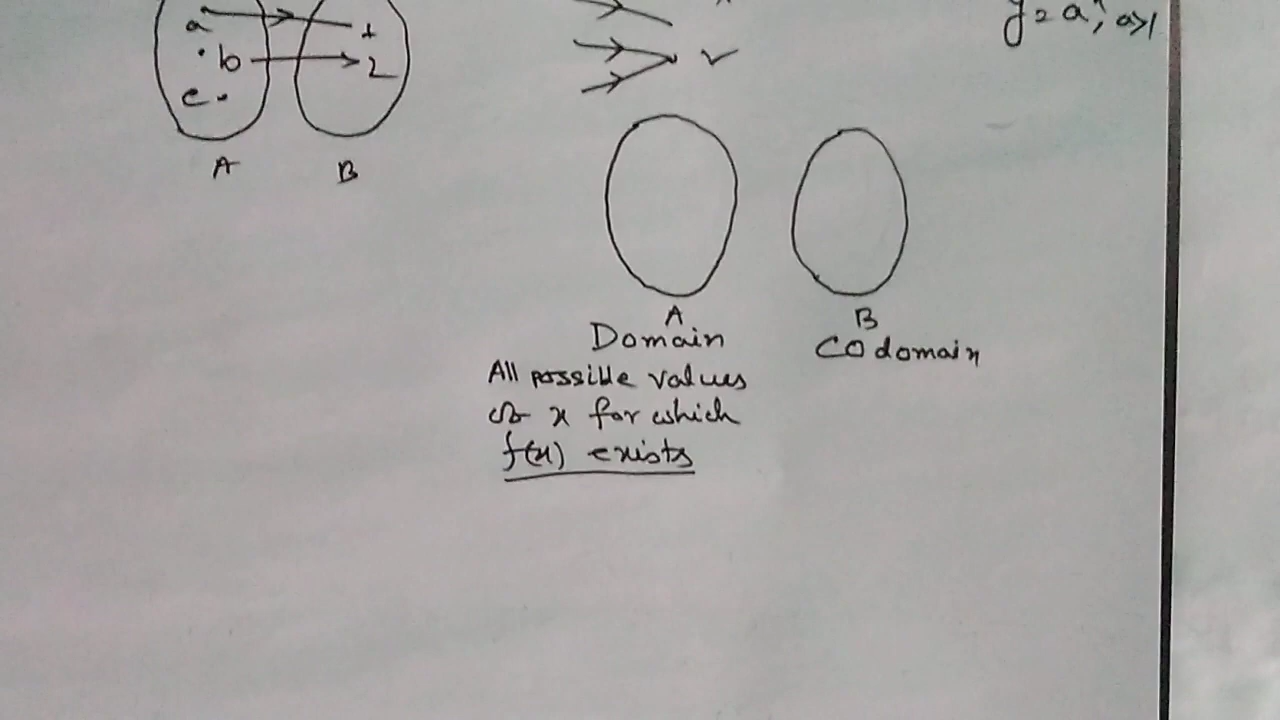 a
1
b
2
c
A
B
y = a^x, a>1
A
B
Domain
Codomain
All possible values
of x for which
f(x) exists